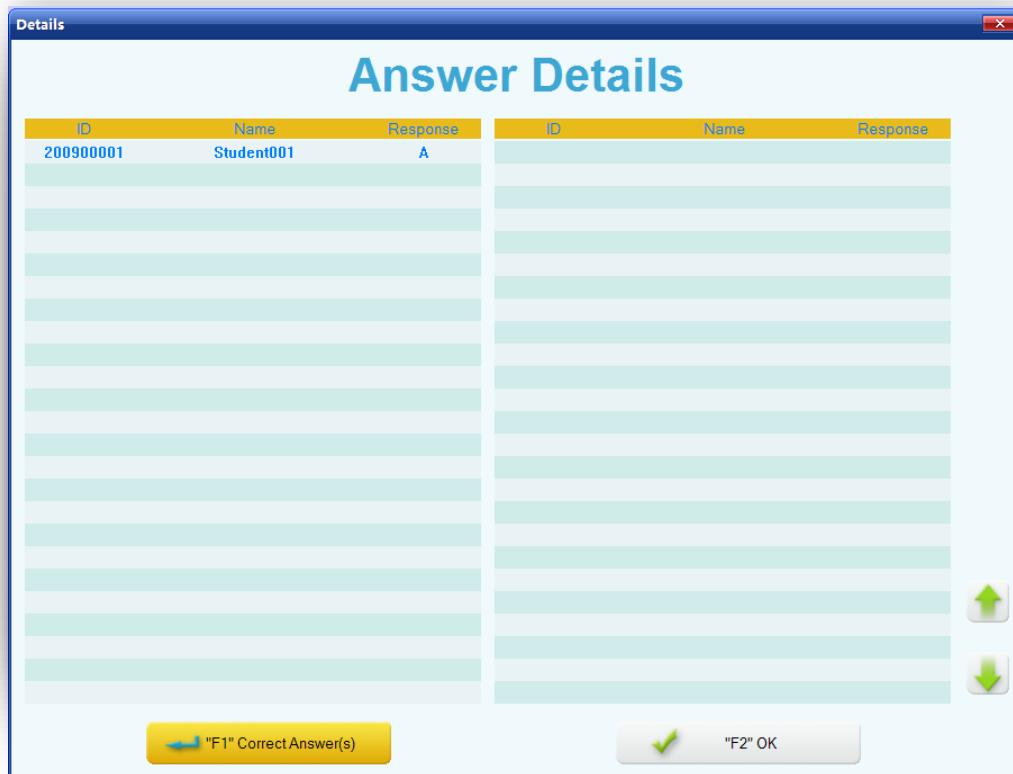 Details
Answer Details
ID Name Response ID Name Response
200900001 Student001 A
"F1" Correct Answer(s) "F2" OK